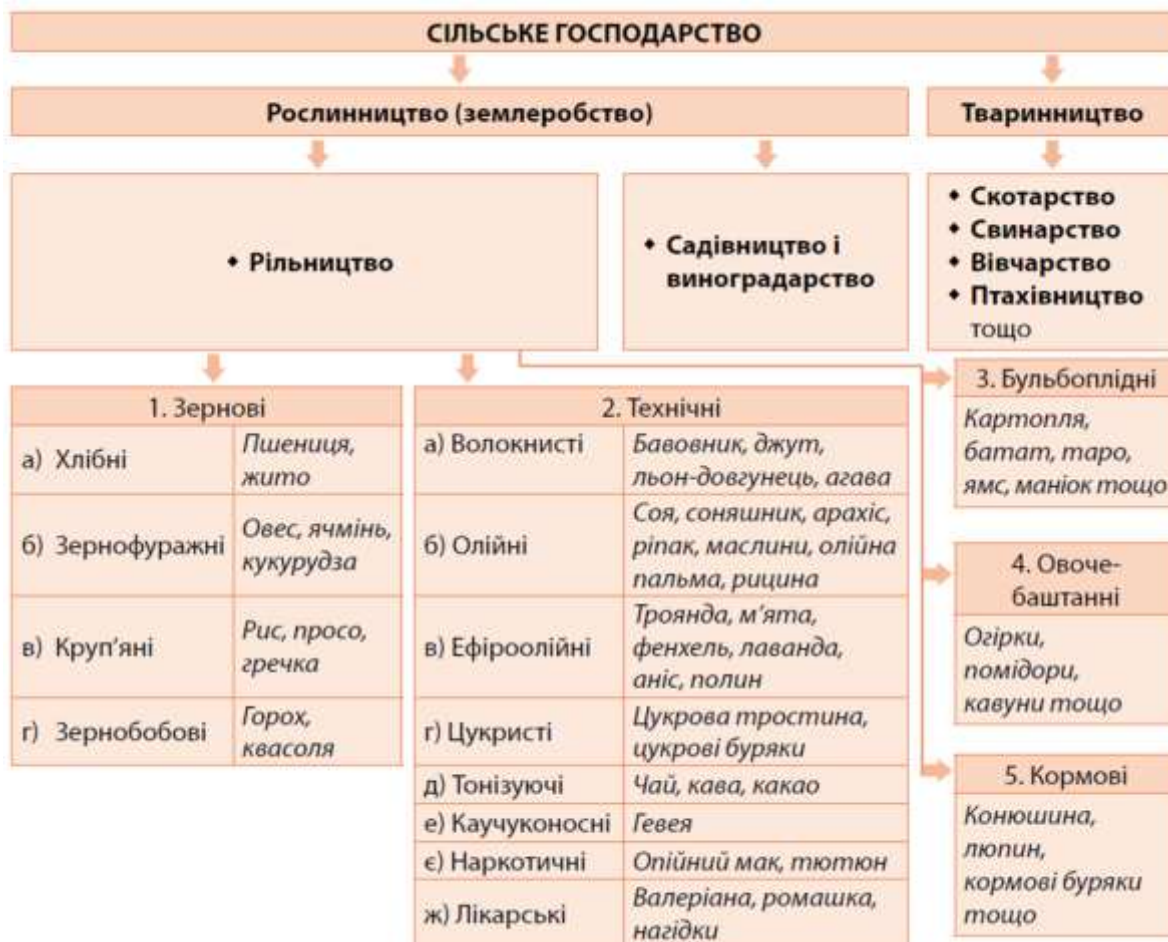 СІЛЬСЬКЕ ГОСПОДАРСТВО
Рослинництво (землеробство)
Тваринництво
◆ Рільництво
◆ Садівництво і
виноградарство
◆ Скотарство
◆ Свинарство
◆ Вівчарство
◆ Птахівництво
тощо
1. Зернові
а) Хлібні
Пшениця,
жито
б) Зернофуражні
Овес, ячмінь,
кукурудза
в) Круп’яні
Рис, просо,
гречка
г) Зернобобові
Горох,
квасоля
2. Технічні
а) Волокнисті
Бавовник, джут,
льон-довгунець, агава
б) Олійні
Соя, соняшник, арахіс,
ріпак, маслини, олійна
пальма, рицина
в) Ефіроолійні
Троянда, м’ята,
фенхель, лаванда,
аніс, полин
г) Цукристі
Цукрова тростина,
цукрові буряки
д) Тонізуючі
Чай, кава, какао
е) Каучуконосні
Гевея
є) Наркотичні
Опійний мак, тютюн
ж) Лікарські
Валеріана, ромашка,
нагідки
3. Бульбоплідні
Картопля,
батат, таро,
ямс, маніок тощо
4. Овоче-
баштанні
Огірки,
помідори,
кавуни тощо
5. Кормові
Конюшина,
люпин,
кормові буряки
тощо